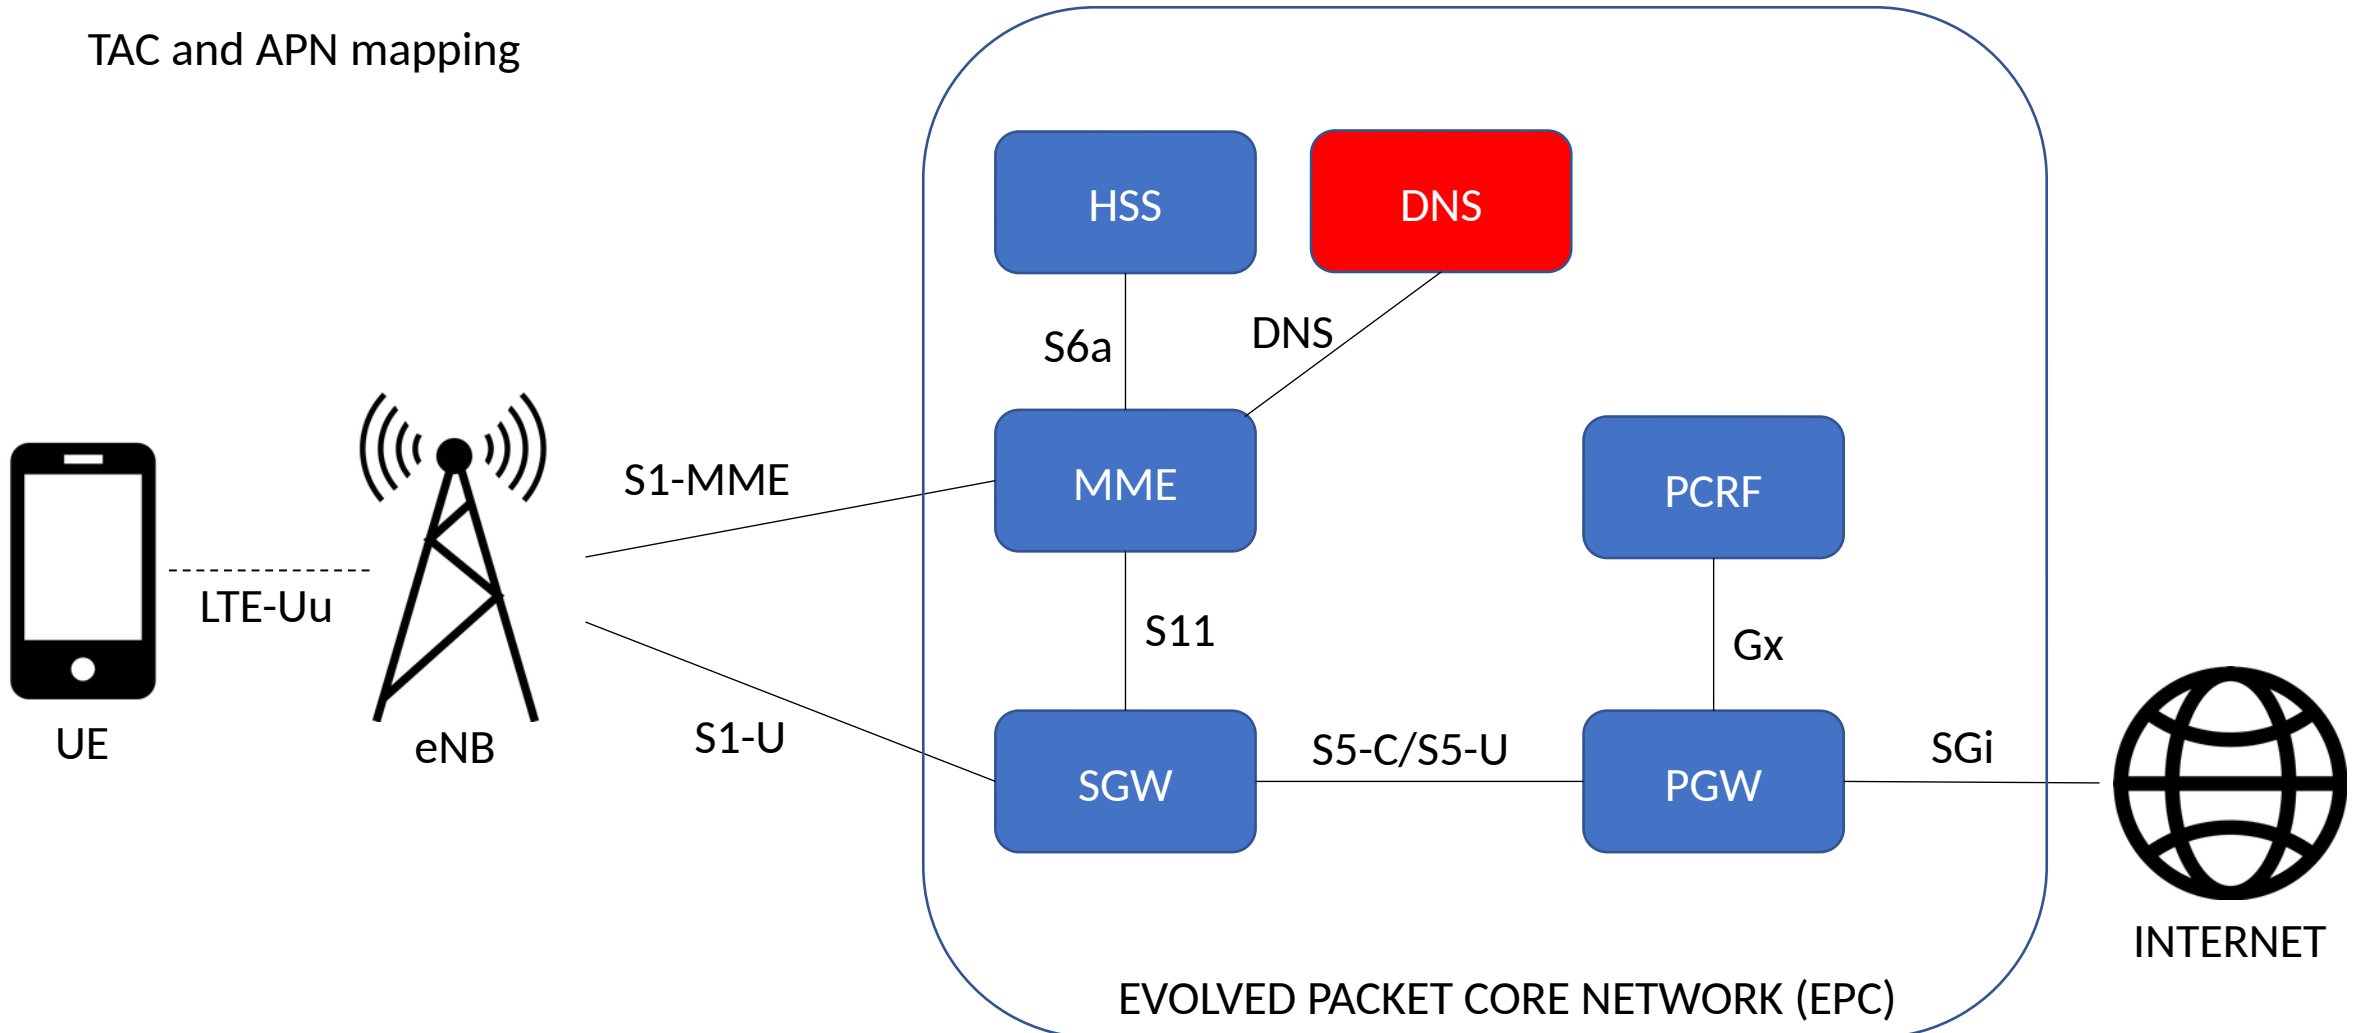 TAC and APN mapping
HSS
DNS
S6a
DNS
S1-MME
MME
PCRF
LTE-Uu
S11
Gx
UE
eNB
S1-U
SGW
S5-C/S5-U
PGW
SGi
INTERNET
EVOLVED PACKET CORE NETWORK (EPC)